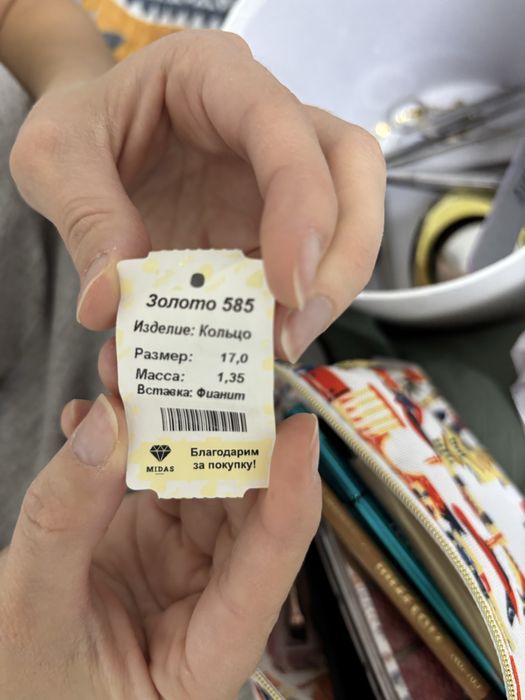 Золото 585
Изделие: Кольцо
Размер: 17,0
Масса: 1,35
Вставка: Фианит
MIDAS
Благодарим
за покупку!